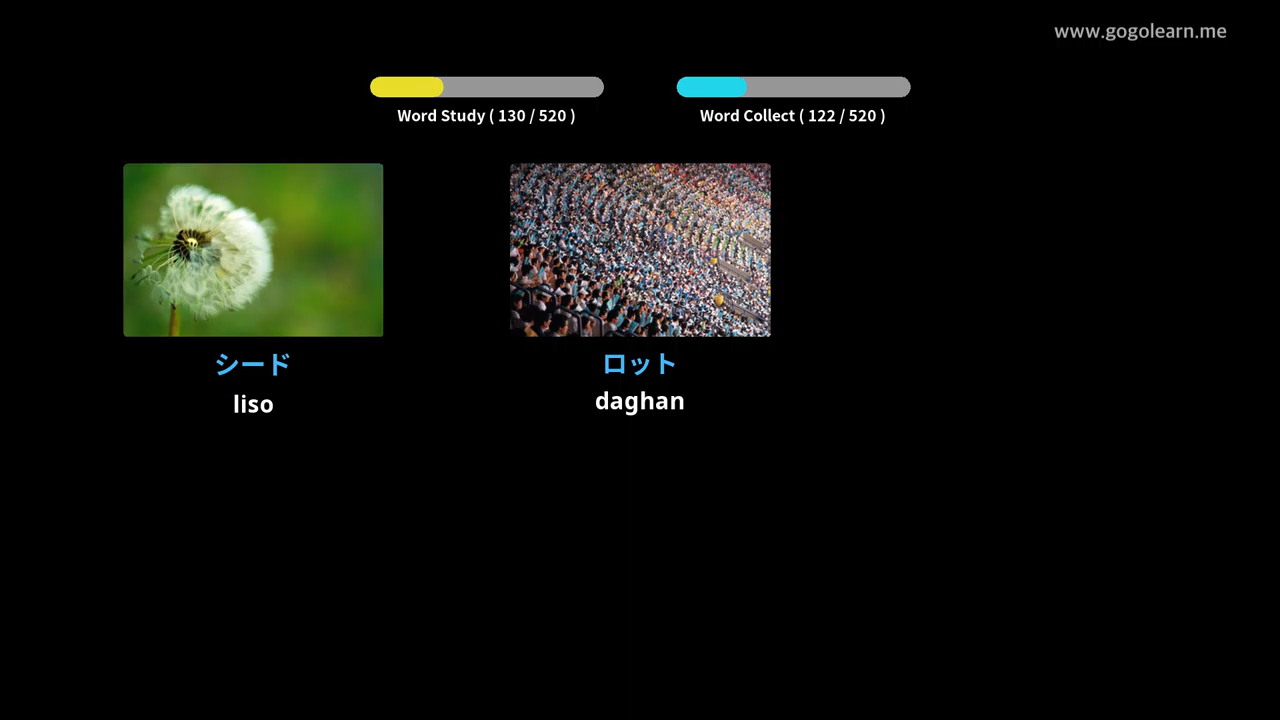 www.gogolearn.me
Word Study ( 130 / 520 )
Word Collect ( 122 / 520 )
シード
liso
ロット
daghan